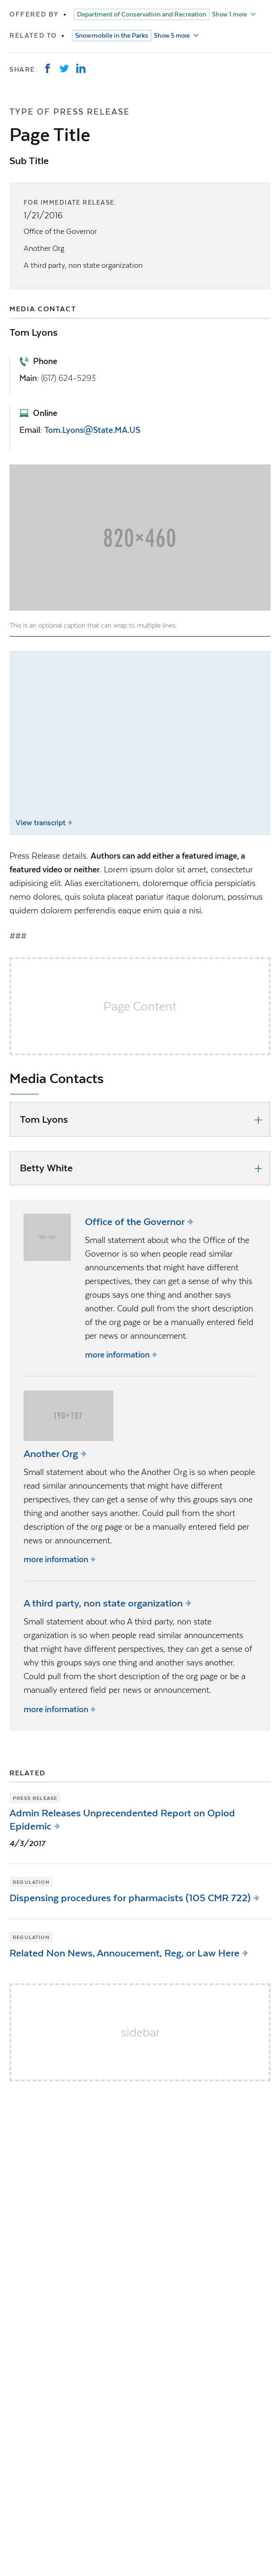 OFFERED BY • Department of Conservation and Recreation Show 1 more
RELATED TO • Snowmobile in the Parks Show 5 more
SHARE:
TYPE OF PRESS RELEASE
Page Title
Sub Title
FOR IMMEDIATE RELEASE:
1/21/2016
Office of the Governor
Another Org
A third party, non state organization
MEDIA CONTACT
Tom Lyons
Phone
Main: (617) 624-5293
Online
Email: Tom.Lyons@State.MA.US
820×460
This is an optional caption that can wrap to multiple lines.
View transcript
Press Release details. Authors can add either a featured image, a
featured video or neither. Lorem ipsum dolor sit amet, consectetur
adipisicing elit. Alias exercitationem, doloremque officia perspiciatis
nemo dolores, quis soluta placeat pariatur itaque dolorum, possimus
quidem dolorem perferendis eaque enim quia a nisi.
###
Page Content
Media Contacts
Tom Lyons
Betty White
100×100
Office of the Governor
Small statement about who the Office of the
Governor is so when people read similar
announcements that might have different
perspectives, they can get a sense of why this
groups says one thing and another says
another. Could pull from the short description
of the org page or be a manually entered field
per news or announcement.
more information
190×107
Another Org
Small statement about who the Another Org is so when people
read similar announcements that might have different
perspectives, they can get a sense of why this groups says one
thing and another says another. Could pull from the short
description of the org page or be a manually entered field per
news or announcement.
more information
A third party, non state organization
Small statement about who A third party, non state
organization is so when people read similar announcements
that might have different perspectives, they can get a sense of
why this groups says one thing and another says another.
Could pull from the short description of the org page or be a
manually entered field per news or announcement.
more information
RELATED
PRESS RELEASE
Admin Releases Unprecendented Report on Opiod
Epidemic
4/3/2017
REGULATION
Dispensing procedures for pharmacists (105 CMR 722)
REGULATION
Related Non News, Annoucement, Reg, or Law Here
sidebar